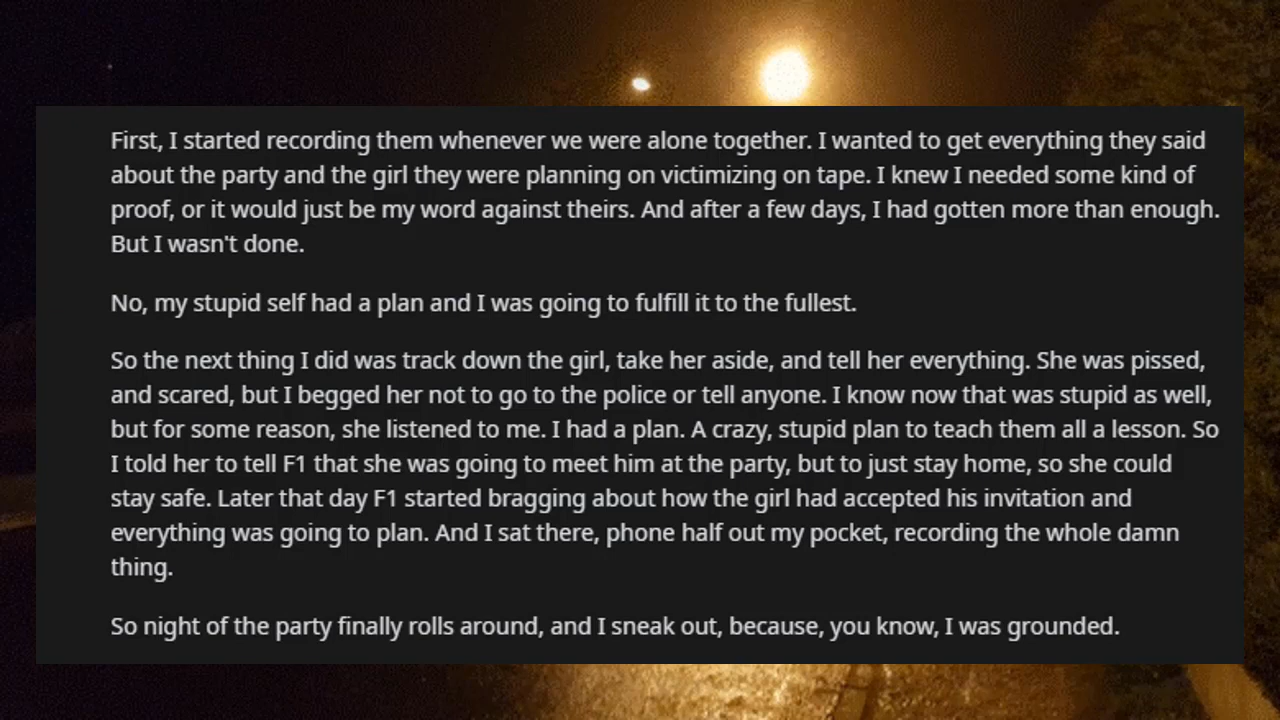 First, I started recording them whenever we were alone together. I wanted to get everything they said
about the party and the girl they were planning on victimizing on tape. I knew I needed some kind of
proof, or it would just be my word against theirs. And after a few days, I had gotten more than enough.
But I wasn't done.
No, my stupid self had a plan and I was going to fulfill it to the fullest.
So the next thing I did was track down the girl, take her aside, and tell her everything. She was pissed,
and scared, but I begged her not to go to the police or tell anyone. I know now that was stupid as well,
but for some reason, she listened to me. I had a plan. A crazy, stupid plan to teach them all a lesson. So
I told her to tell F1 that she was going to meet him at the party, but to just stay home, so she could
stay safe. Later that day F1 started bragging about how the girl had accepted his invitation and
everything was going to plan. And I sat there, phone half out my pocket, recording the whole damn
thing.
So night of the party finally rolls around, and I sneak out, because, you know, I was grounded.